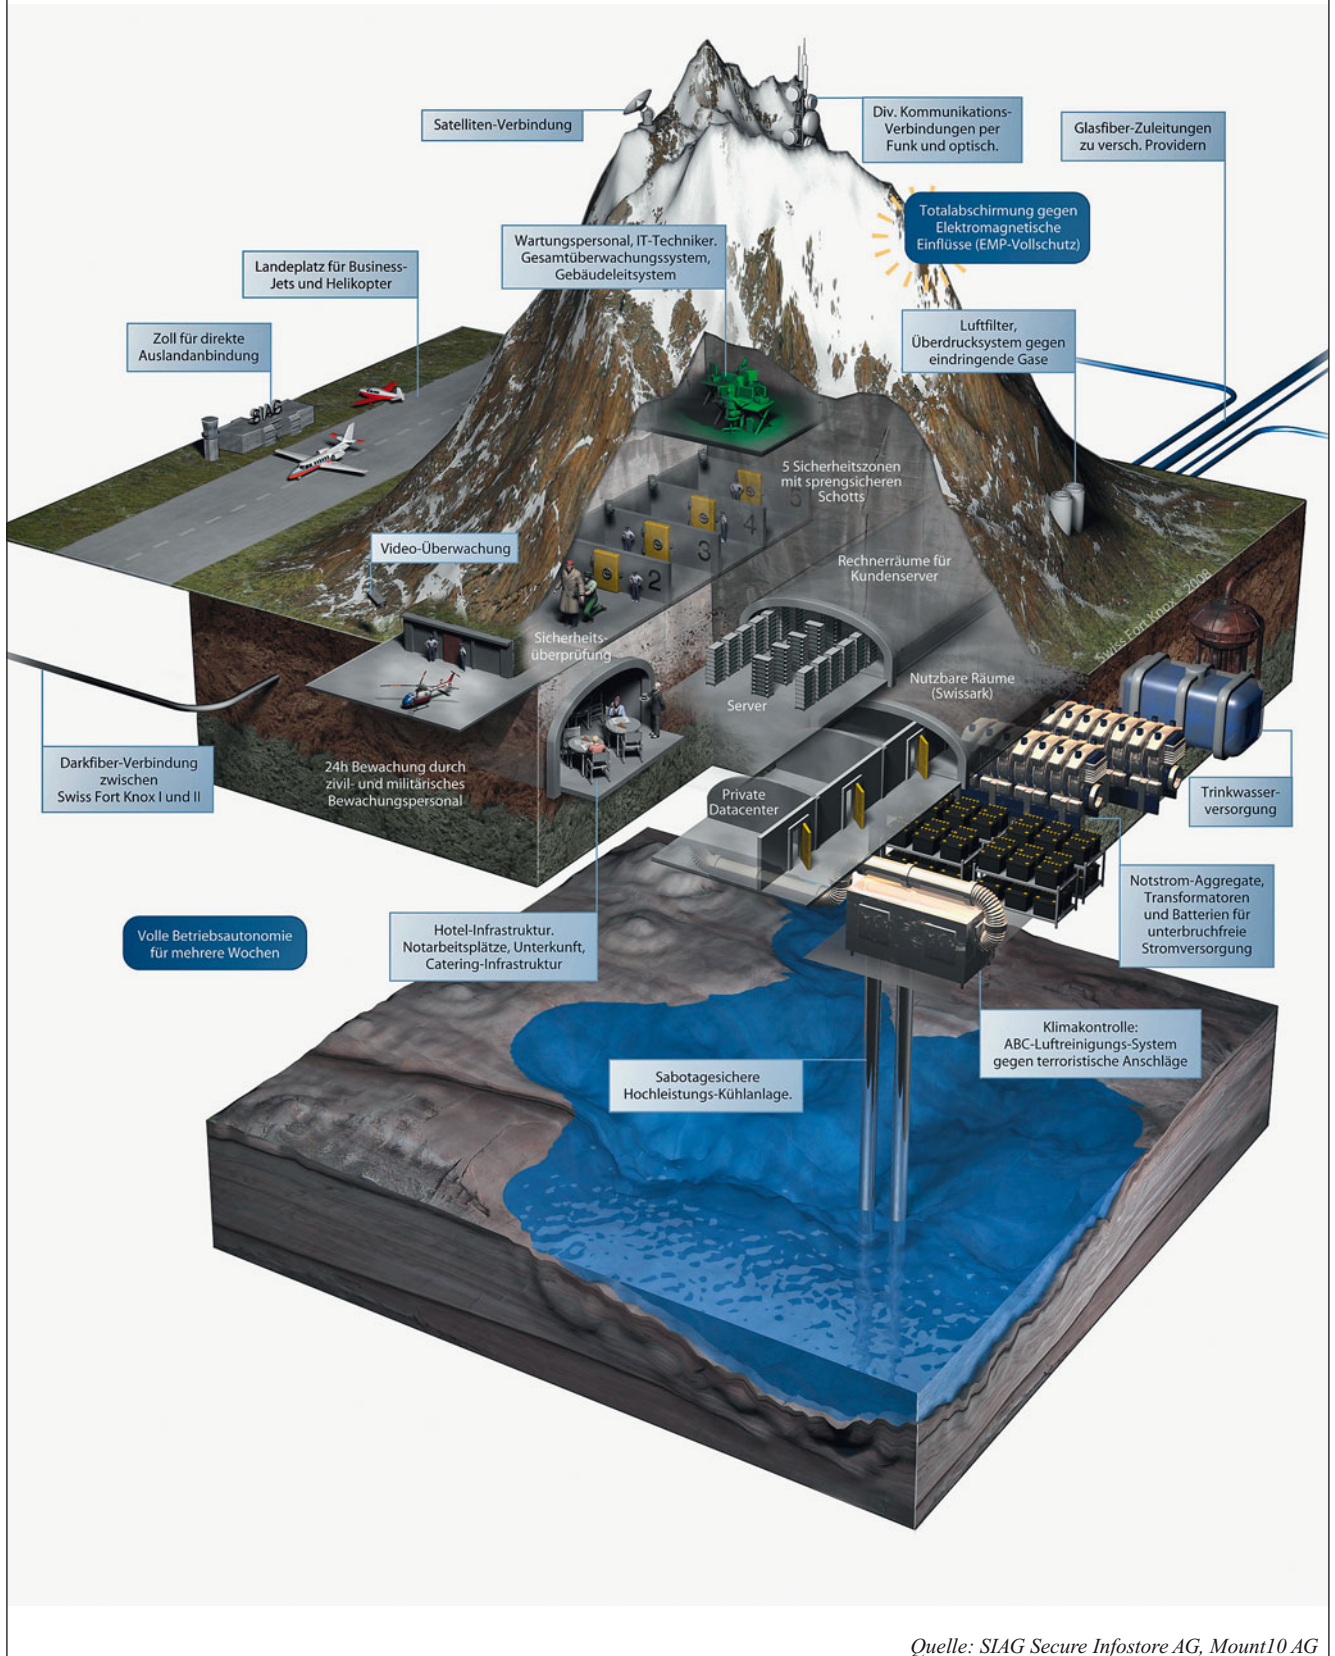 Satelliten-Verbindung
Div. Kommunikations-
Verbindungen per
Funk und optisch.
Glasfiber-Zuleitungen
zu versch. Providern
Totalabschirmung gegen
Elektromagnetische
Einflüsse (EMP-Vollschutz)
Wartungspersonal, IT-Techniker.
Gesamtüberwachungssystem,
Gebäudeleitsystem
Landeplatz für Business-
Jets und Helikopter
Zoll für direkte
Auslandanbindung
Luftfilter,
Überdrucksystem gegen
eindringende Gase
SIAG
5 Sicherheitszonen
mit sprengsicheren
Schotts
5
4
3
2
Video-Überwachung
Rechnerräume für
Kundenserver
Swiss Fort Knox - 2008
Sicherheits-
überprüfung
Nutzbare Räume
(Swissark)
Server
Darkfiber-Verbindung
zwischen
Swiss Fort Knox I und II
24h Bewachung durch
zivil- und militärisches
Bewachungspersonal
Private
Datacenter
Trinkwasser-
versorgung
Notstrom-Aggregate,
Transformatoren
und Batterien für
unterbruchfreie
Stromversorgung
Volle Betriebsautonomie
für mehrere Wochen
Hotel-Infrastruktur.
Notarbeitsplätze, Unterkunft,
Catering-Infrastruktur
Klimakontrolle:
ABC-Luftreinigungs-System
gegen terroristische Anschläge
Sabotagesichere
Hochleistungs-Kühlanlage.
Quelle: SIAG Secure Infostore AG, Mount10 AG